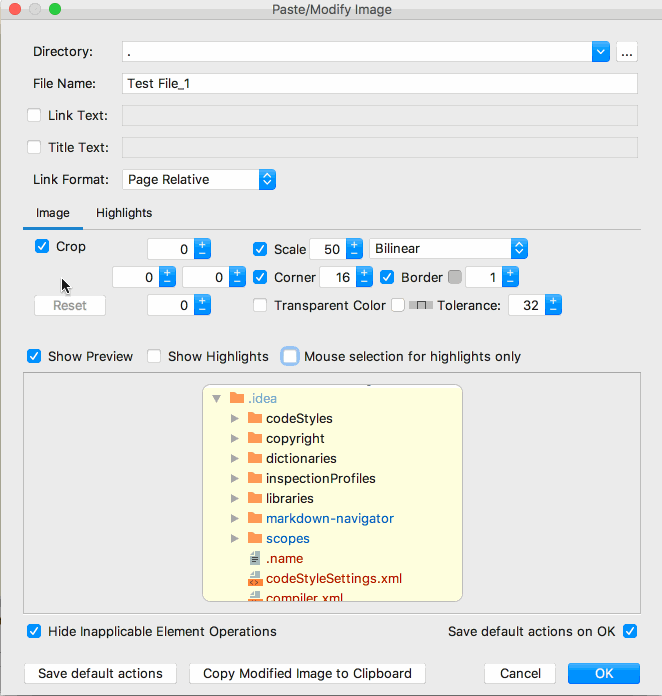 Paste/Modify Image
Directory: .
...
File Name: Test File_1
Link Text:
Title Text:
Link Format: Page Relative
Image Highlights
Crop 0 Scale 50 Bilinear
0 0 Corner 16 Border 1
Reset 0 Transparent Color Tolerance: 32
Show Preview Show Highlights Mouse selection for highlights only
.idea
codeStyles
copyright
dictionaries
inspectionProfiles
libraries
markdown-navigator
scopes
.name
codeStyleSettings.xml
compiler.xml
Hide Inapplicable Element Operations Save default actions on OK
Save default actions Copy Modified Image to Clipboard Cancel OK